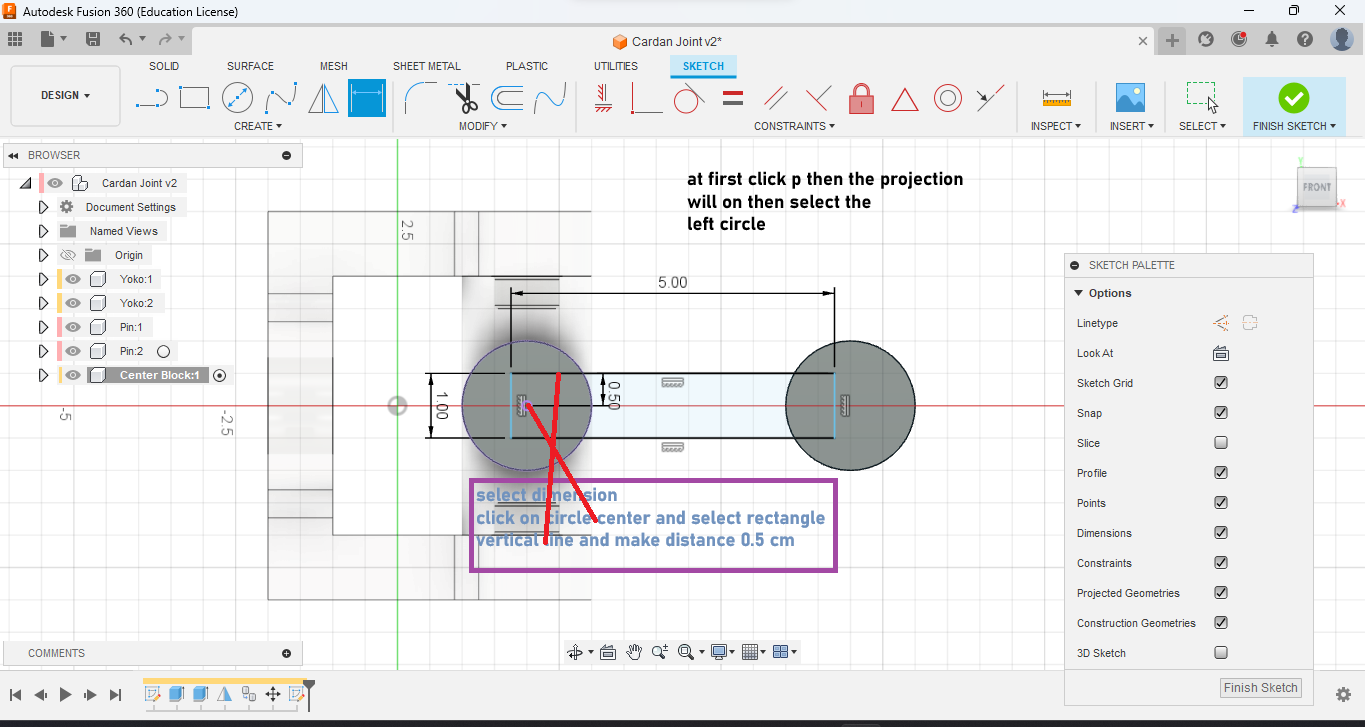 Autodesk Fusion 360 (Education License)
Cardan Joint v2*
SOLID SURFACE MESH SHEET METAL PLASTIC UTILITIES SKETCH
DESIGN
CREATE MODIFY CONSTRAINTS INSPECT INSERT SELECT FINISH SKETCH
BROWSER
Cardan Joint v2
Document Settings
Named Views
Origin
Yoko:1
Yoko:2
Pin:1
Pin:2
Center Block:1
at first click p then the projection
will on then select the
left circle
FRONT
Y
X
Z
2.5
5.00
1.00
0.50
-5
-2.5
select dimension
click on circle center and select rectangle
vertical line and make distance 0.5 cm
SKETCH PALETTE
Options
Linetype
Look At
Sketch Grid
Snap
Slice
Profile
Points
Dimensions
Constraints
Projected Geometries
Construction Geometries
3D Sketch
Finish Sketch
COMMENTS